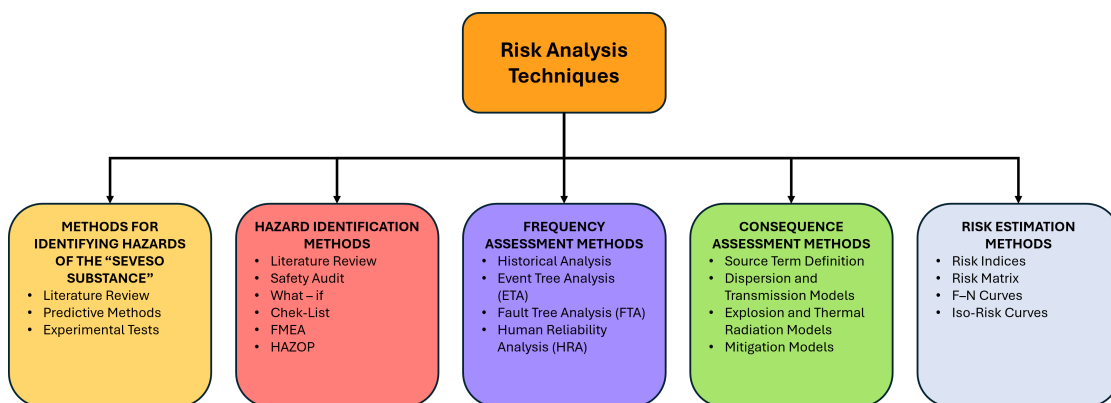 Risk Analysis
Techniques
METHODS FOR
IDENTIFYING HAZARDS
OF THE “SEVESO
SUBSTANCE”
• Literature Review
• Predictive Methods
• Experimental Tests
HAZARD IDENTIFICATION
METHODS
• Literature Review
• Safety Audit
• What – if
• Chek-List
• FMEA
• HAZOP
FREQUENCY
ASSESSMENT METHODS
• Historical Analysis
• Event Tree Analysis
(ETA)
• Fault Tree Analysis (FTA)
• Human Reliability
Analysis (HRA)
CONSEQUENCE
ASSESSMENT METHODS
• Source Term Definition
• Dispersion and
Transmission Models
• Explosion and Thermal
Radiation Models
• Mitigation Models
RISK ESTIMATION
METHODS
• Risk Indices
• Risk Matrix
• F–N Curves
• Iso-Risk Curves